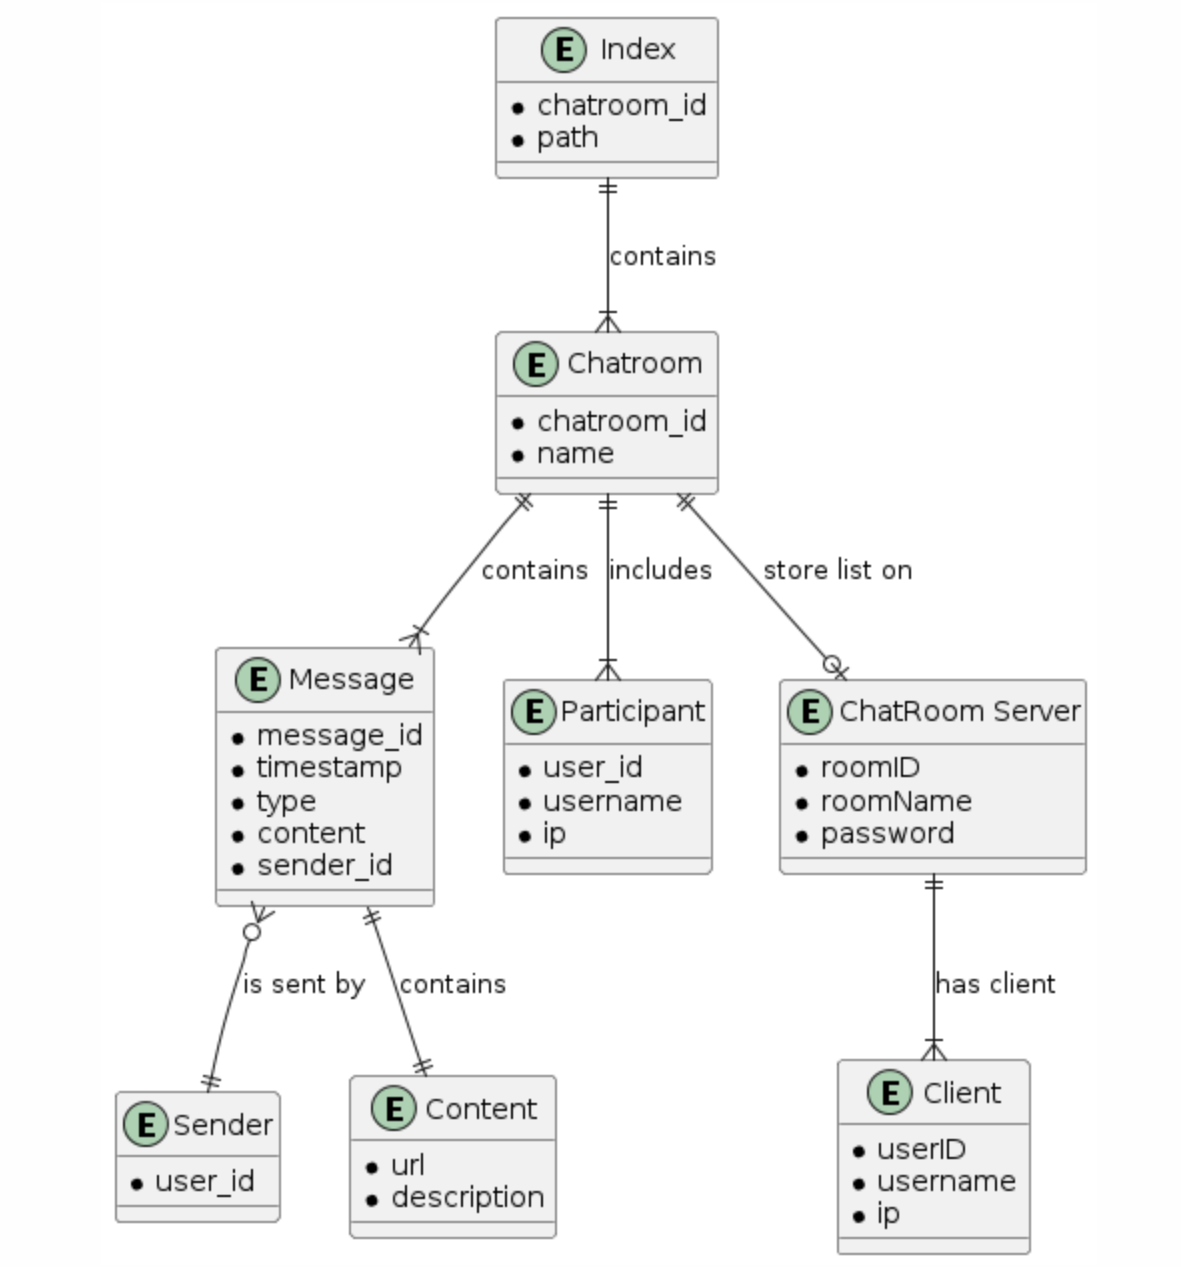 E Index
chatroom_id
path
contains
E Chatroom
chatroom_id
name
contains
includes
store list on
E Message
message_id
timestamp
type
content
sender_id
E Participant
user_id
username
ip
E ChatRoom Server
roomID
roomName
password
is sent by
contains
has client
E Sender
user_id
E Content
url
description
E Client
userID
username
ip